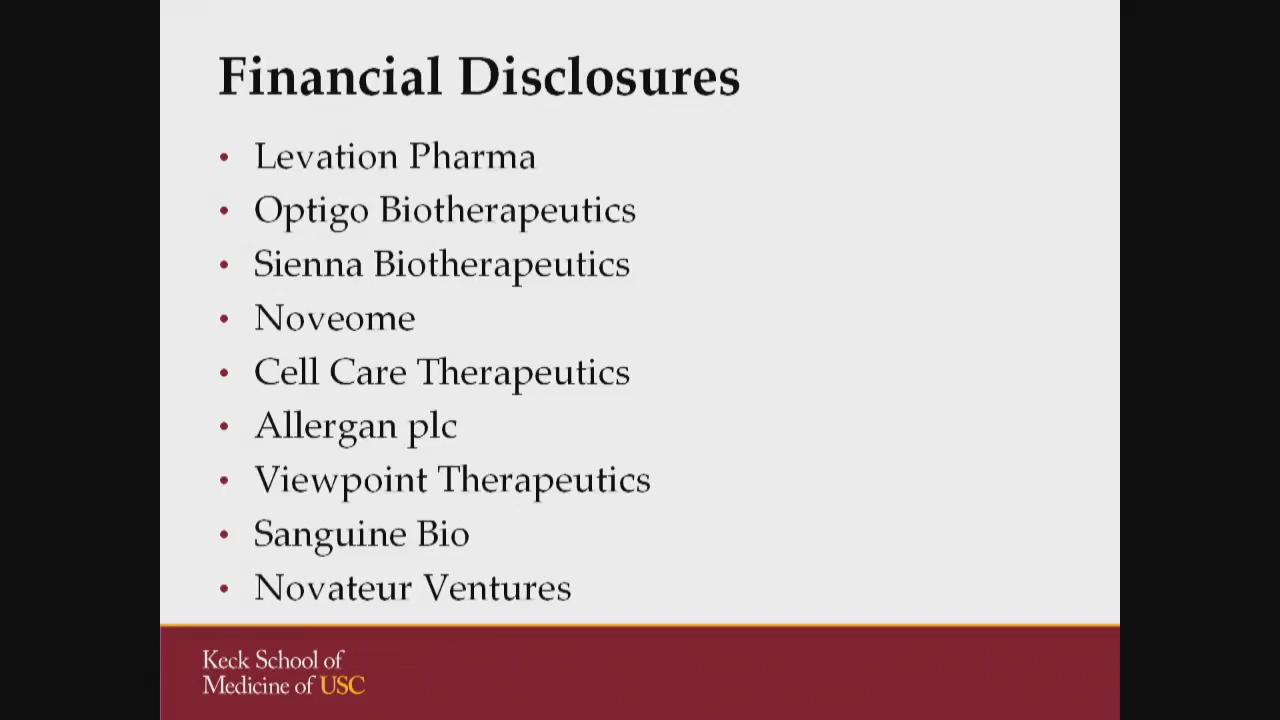 Financial Disclosures
• Levation Pharma
• Optigo Biotherapeutics
• Sienna Biotherapeutics
• Noveome
• Cell Care Therapeutics
• Allergan plc
• Viewpoint Therapeutics
• Sanguine Bio
• Novateur Ventures
Keck School of
Medicine of USC